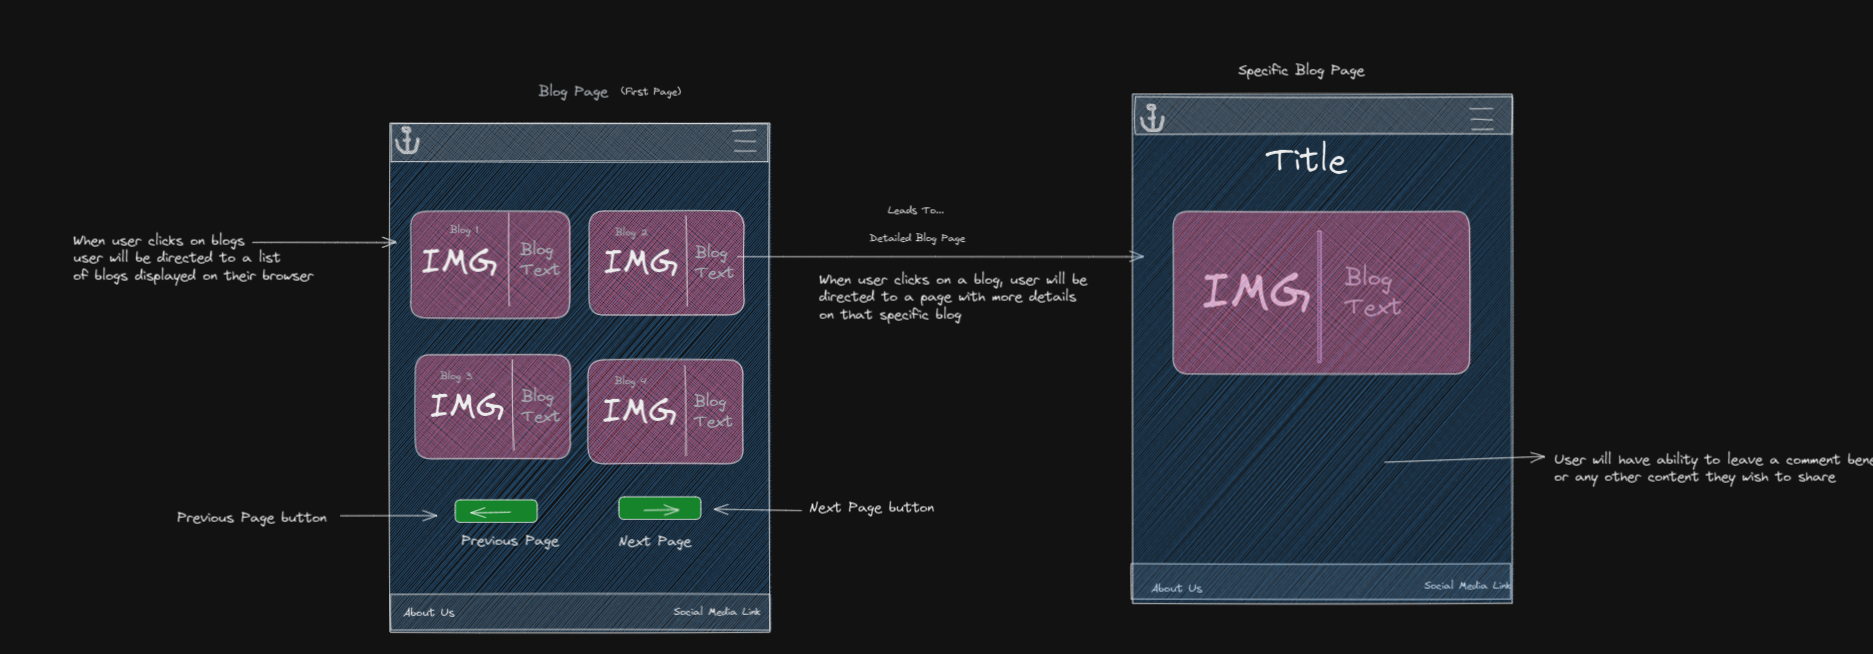 Specific Blog Page
Blog Page (First Page)
Title
When user clicks on blogs
user will be directed to a list
of blogs displayed on their browser
Blog 1
IMG
Blog
Text
Blog 2
IMG
Blog
Text
Leads To...
Detailed Blog Page
When user clicks on a blog, user will be
directed to a page with more details
on that specific blog
IMG
Blog
Text
Blog 3
IMG
Blog
Text
Blog 4
IMG
Blog
Text
User will have ability to leave a comment bene
or any other content they wish to share
Previous Page button
Next Page button
Previous Page
Next Page
About Us
Social Media Link
About Us
Social Media Link